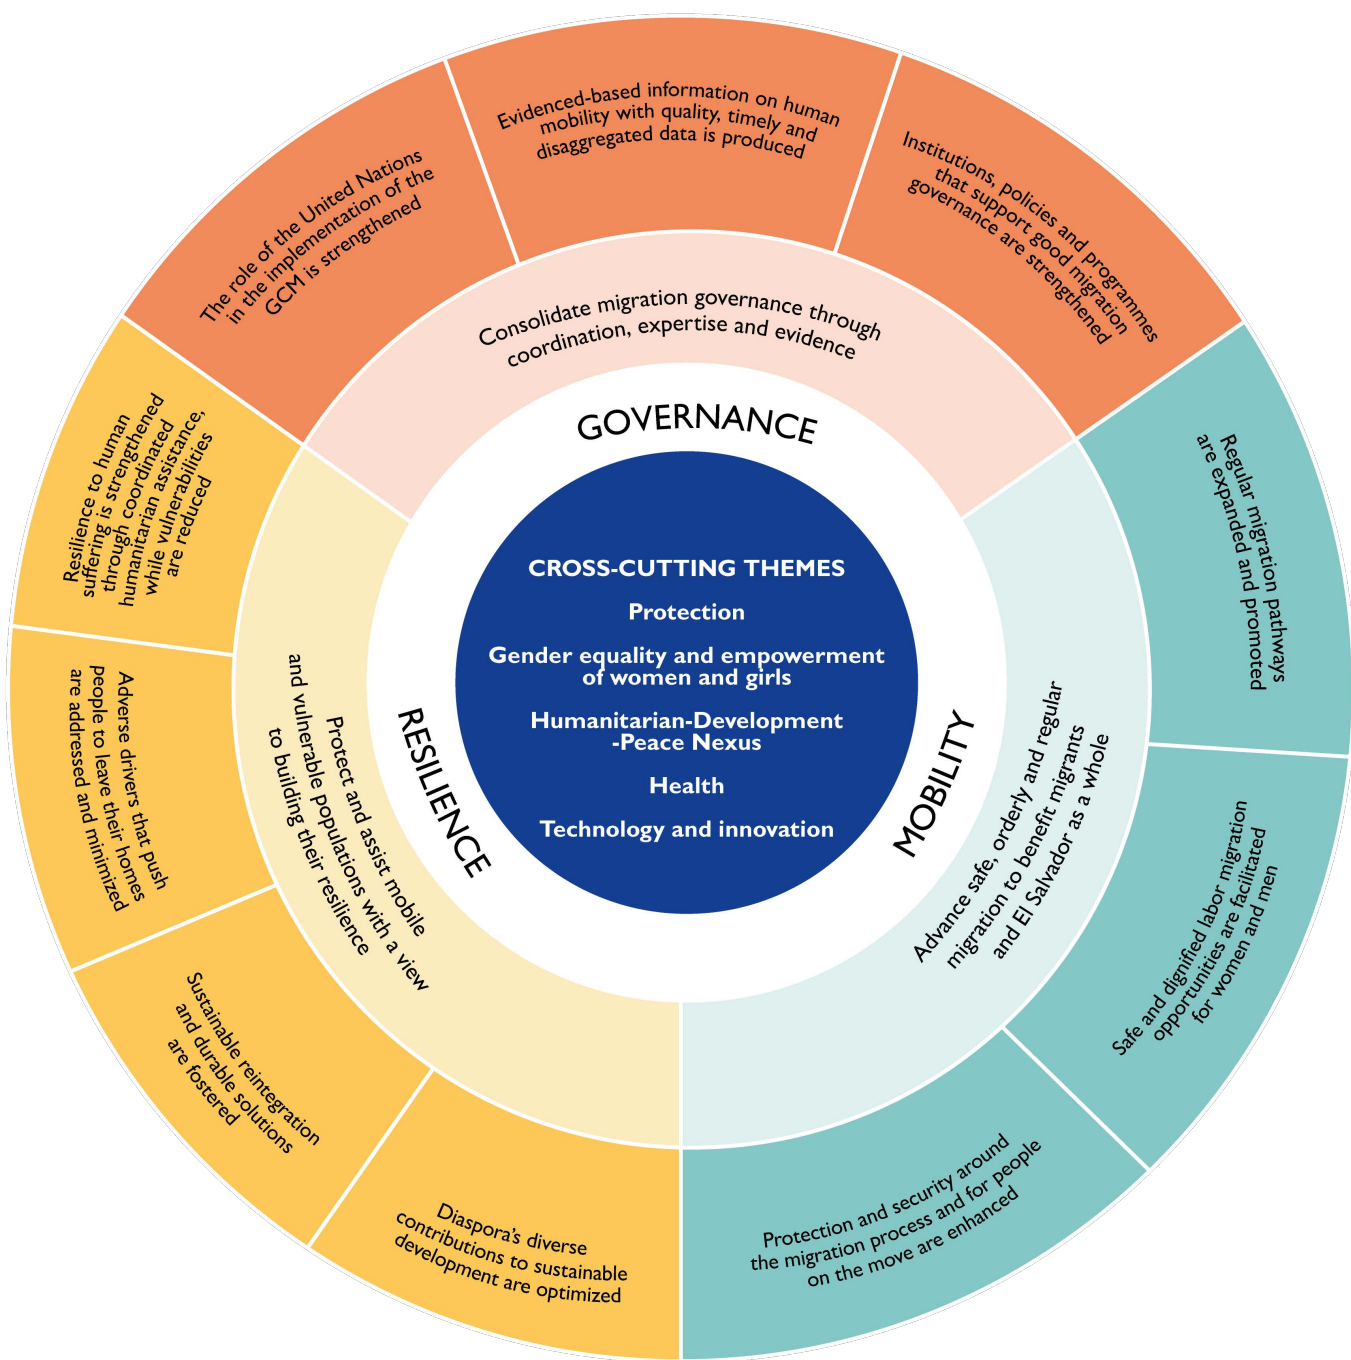 Evidenced-based information on human
mobility with quality, timely and
disaggregated data is produced
Institutions, policies and programmes
that support good migration
governance are strengthened
Regular migration pathways
are expanded and promoted
Safe and dignified labor migration
opportunities are facilitated
for women and men
Protection and security around
the migration process and for people
on the move are enhanced
Diaspora’s diverse
contributions to sustainable
development are optimized
Sustainable reintegration
and durable solutions
are fostered
Adverse drivers that push
people to leave their homes
are addressed and minimized
Resilience to human
suffering is strengthened
through coordinated
humanitarian assistance,
while vulnerabilities
are reduced
The role of the United Nations
in the implementation of the
GCM is strengthened
Consolidate migration governance through
coordination, expertise and evidence
Advance safe, orderly and regular
migration to benefit migrants
and El Salvador as a whole
Protect and assist mobile
and vulnerable populations with a view
to building their resilience
GOVERNANCE
MOBILITY
RESILIENCE
CROSS-CUTTING THEMES
Protection
Gender equality and empowerment
of women and girls
Humanitarian-Development
-Peace Nexus
Health
Technology and innovation